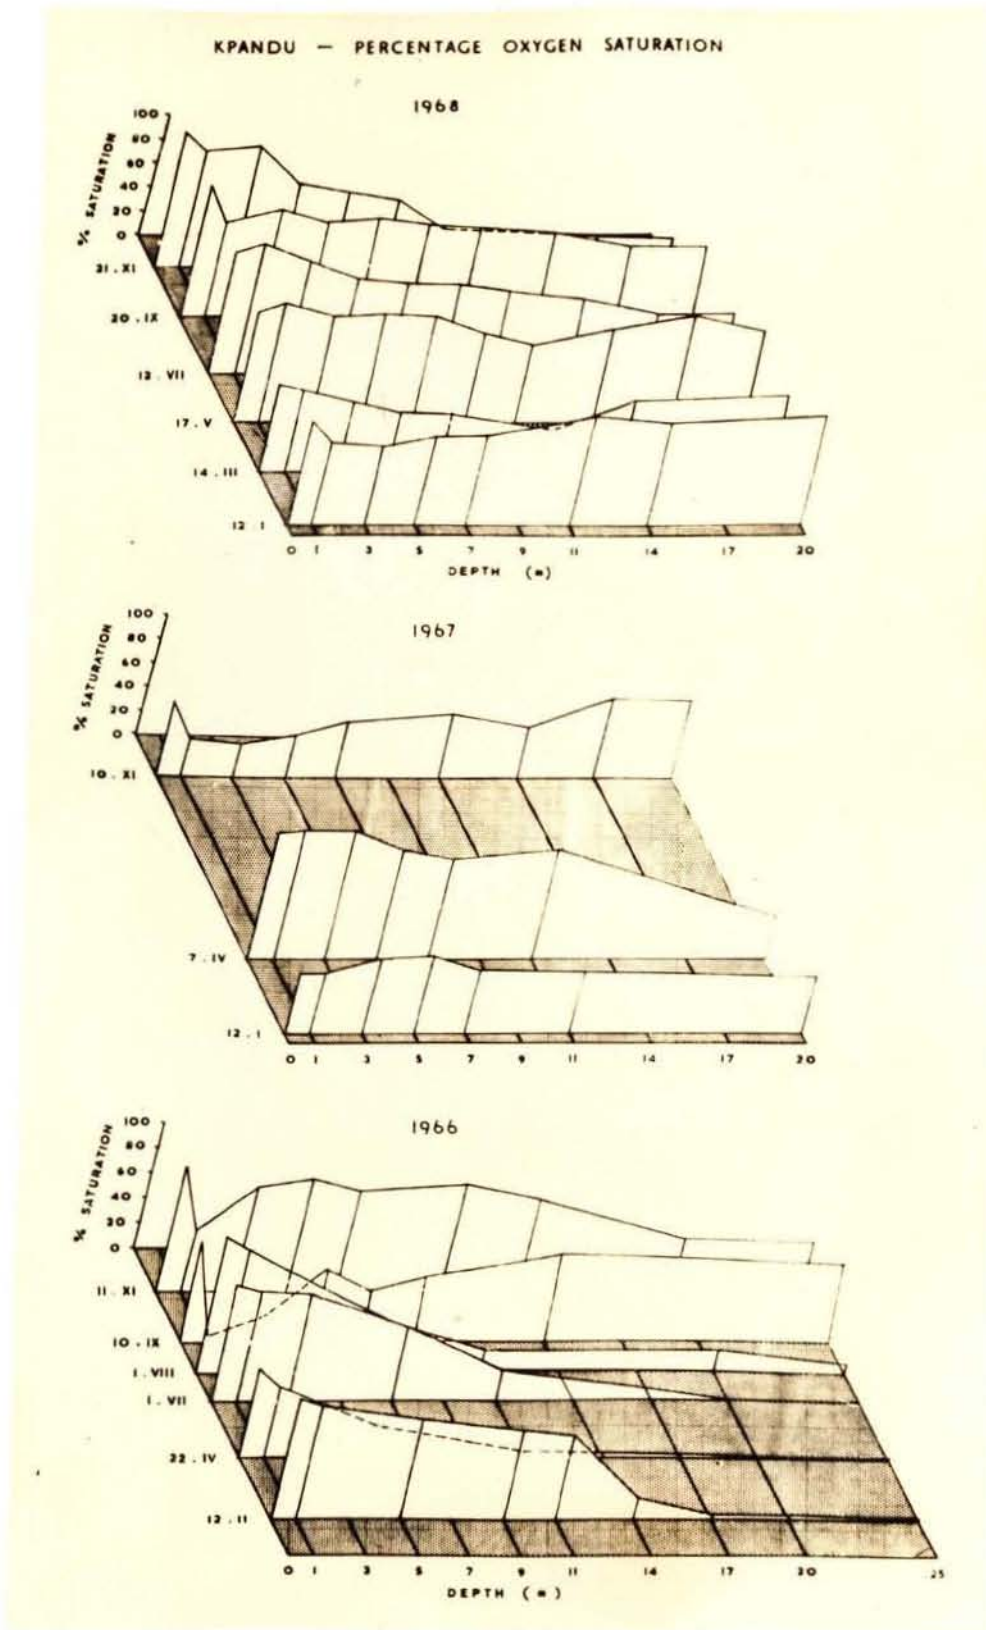 KPANDU — PERCENTAGE OXYGEN SATURATION
1968
% SATURATION
100
80
60
40
20
0
21 . XI
20 . IX
12 . VII
17 . V
14 . III
12 . I
0 1 3 5 7 9 11 14 17 20
DEPTH (m)
1967
% SATURATION
100
80
60
40
20
0
10 . XI
7 . IV
12 . I
0 1 3 5 7 9 11 14 17 20
1966
% SATURATION
100
80
60
40
20
0
11 . XI
10 . IX
1 . VIII
1 . VII
22 . IV
12 . II
0 1 3 5 7 9 11 14 17 20 25
DEPTH (m)